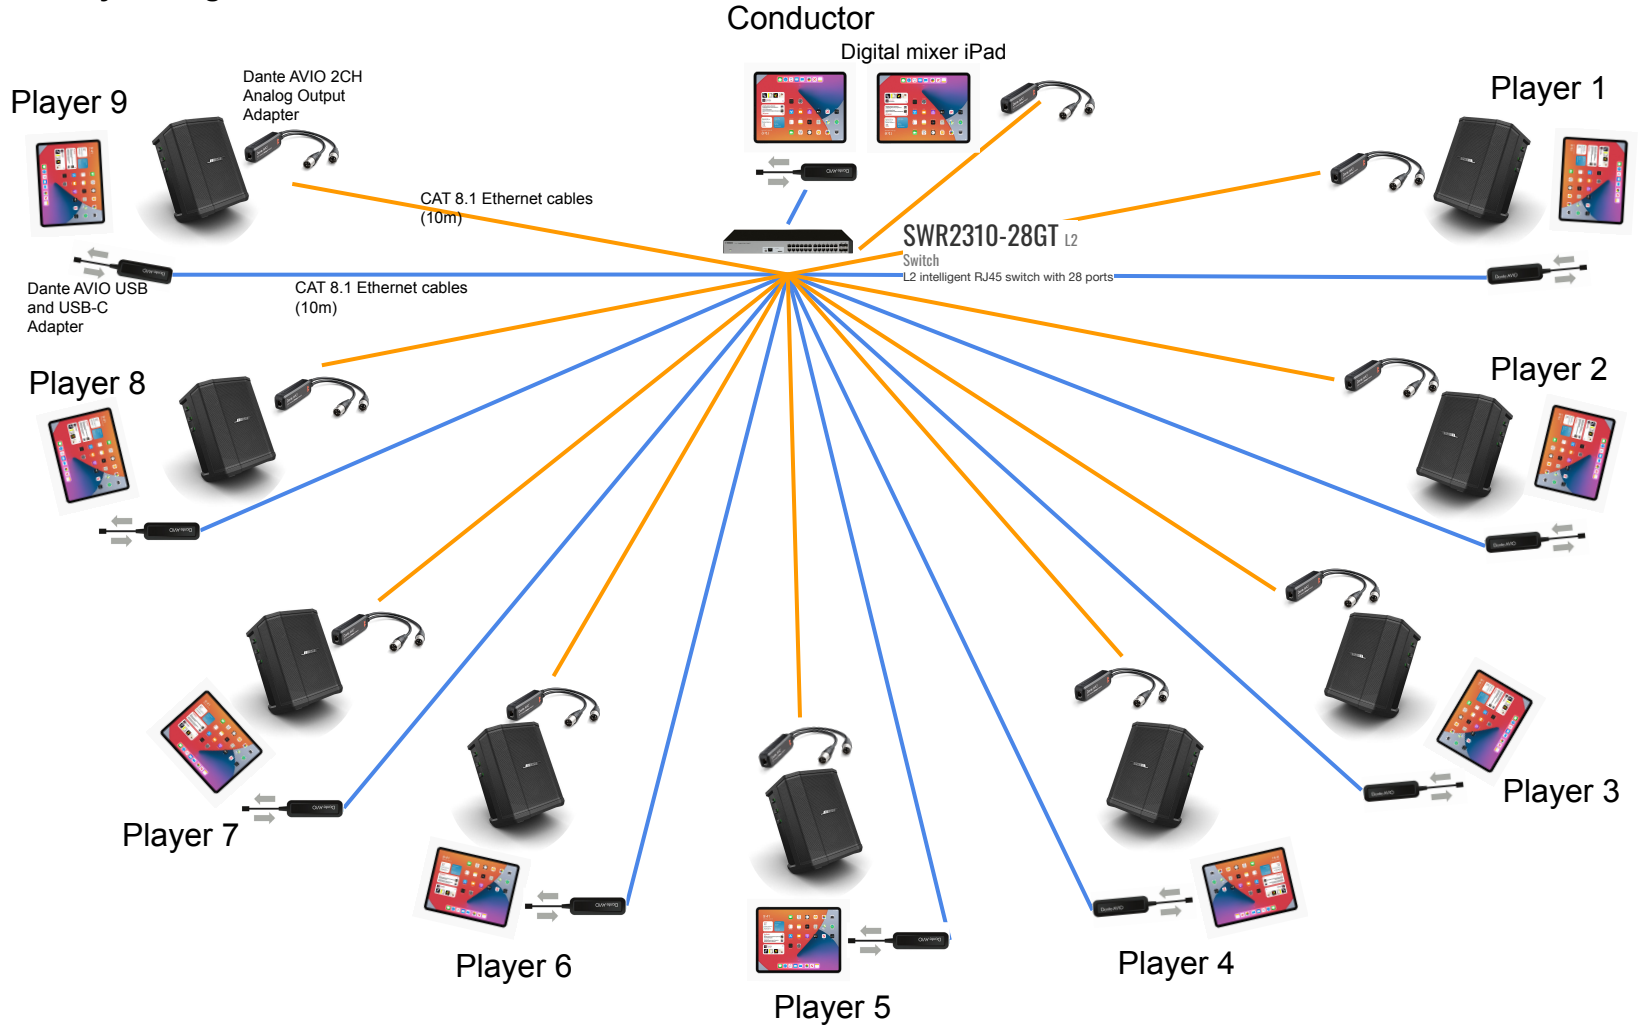 Conductor
Digital mixer iPad
Dante AVIO 2CH
Analog Output
Adapter
Player 9
Player 1
CAT 8.1 Ethernet cables
(10m)
SWR2310-28GT L2
Switch
L2 intelligent RJ45 switch with 28 ports
Dante AVIO USB
and USB-C
Adapter
CAT 8.1 Ethernet cables
(10m)
Player 8
Player 2
Player 7
Player 3
Player 6
Player 4
Player 5